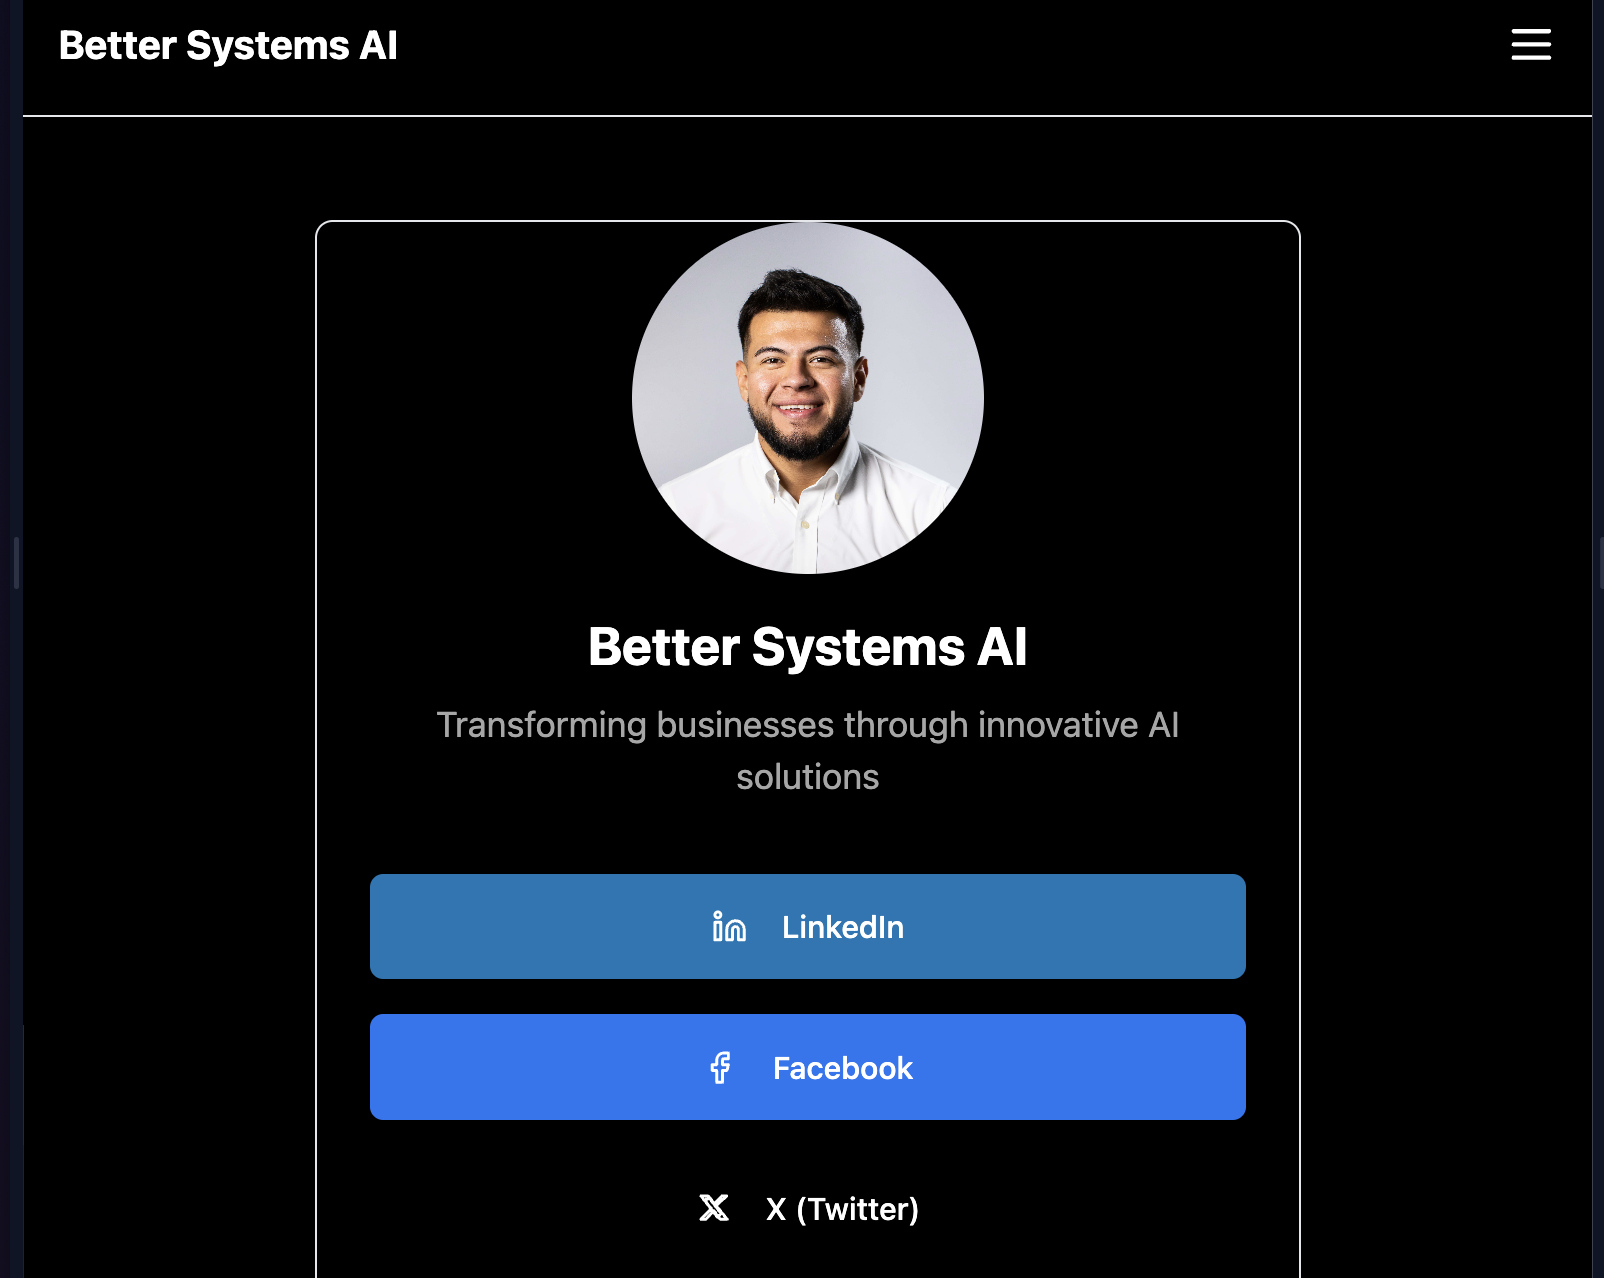 Better Systems AI
Better Systems AI
Transforming businesses through innovative AI
solutions
LinkedIn
Facebook
X (Twitter)